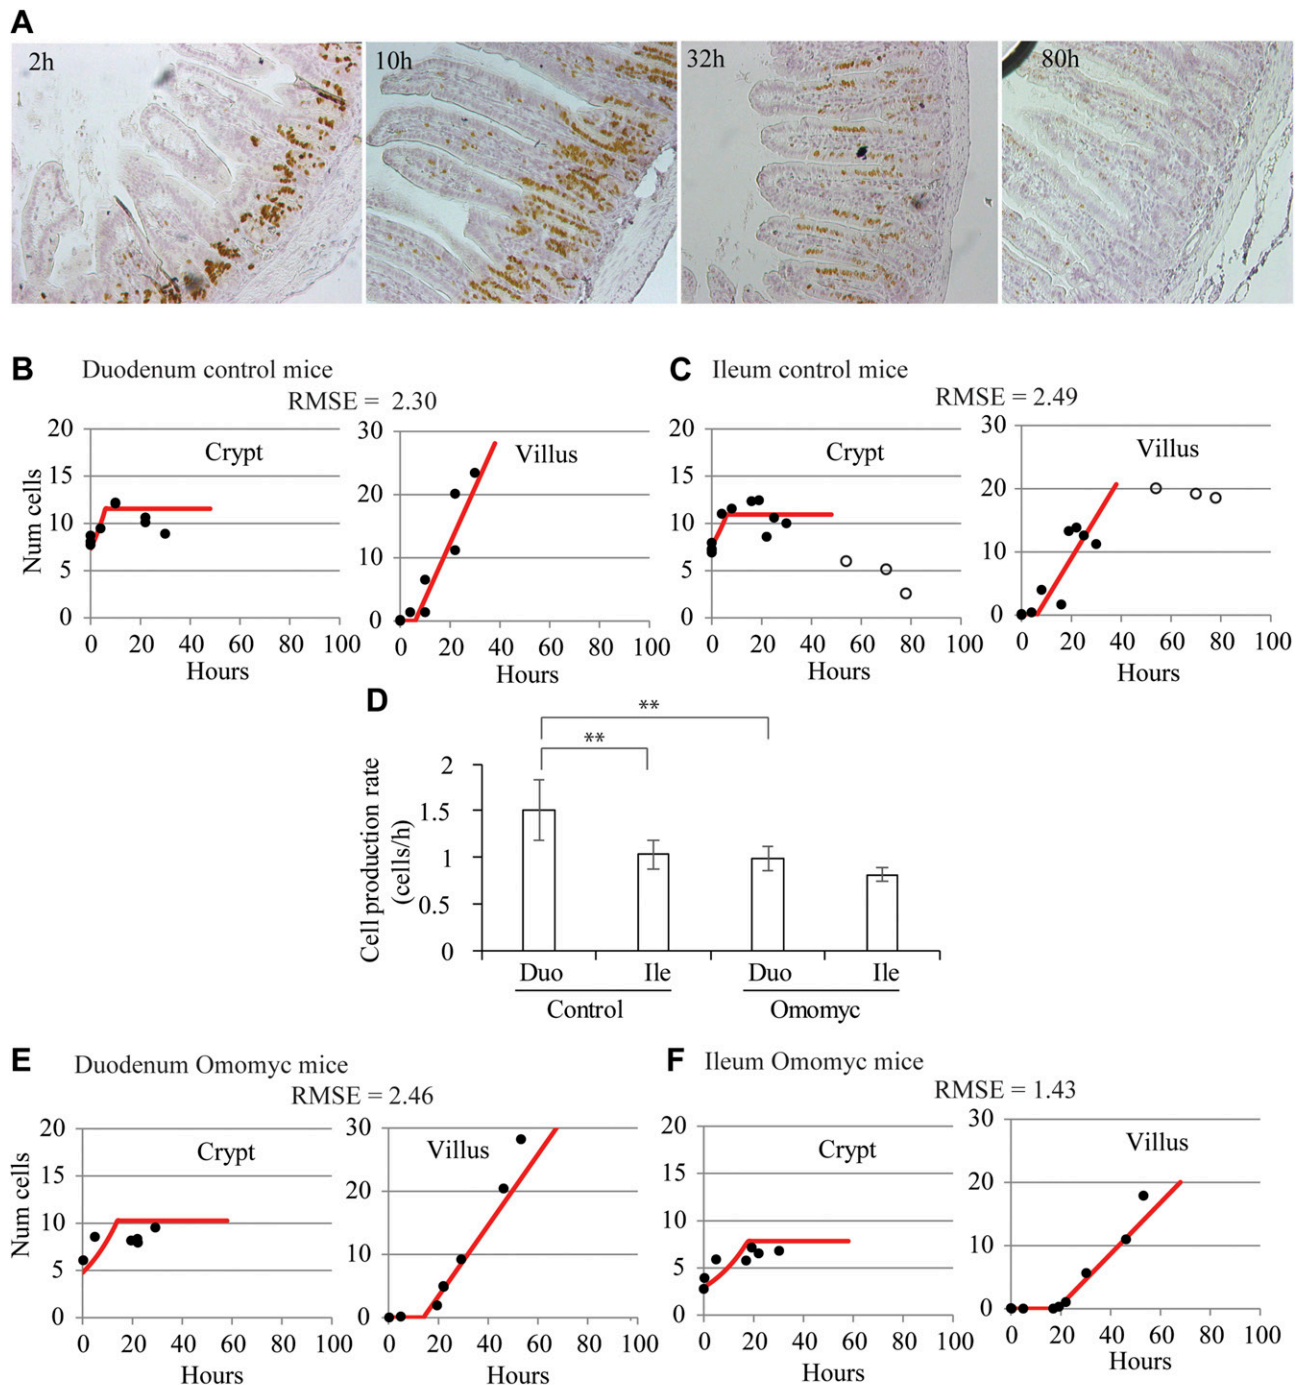 A
2h 10h 32h 80h
B Duodenum control mice
RMSE = 2.30
C Ileum control mice
RMSE = 2.49
20 Crypt
15
10
5
0
0 20 40 60 80 100
Num cells
Hours
30 Villus
20
10
0
0 20 40 60 80 100
Hours
20 Crypt
15
10
5
0
0 20 40 60 80 100
Hours
30 Villus
20
10
0
0 20 40 60 80 100
Hours
D
**
**
Cell production rate
(cells/h)
2
1.5
1
0.5
0
Duo Ile Duo Ile
Control Omomyc
E Duodenum Omomyc mice
RMSE = 2.46
F Ileum Omomyc mice
RMSE = 1.43
20 Crypt
15
10
5
0
0 20 40 60 80 100
Num cells
Hours
30 Villus
20
10
0
0 20 40 60 80 100
Hours
20 Crypt
15
10
5
0
0 20 40 60 80 100
Hours
30 Villus
20
10
0
0 20 40 60 80 100
Hours